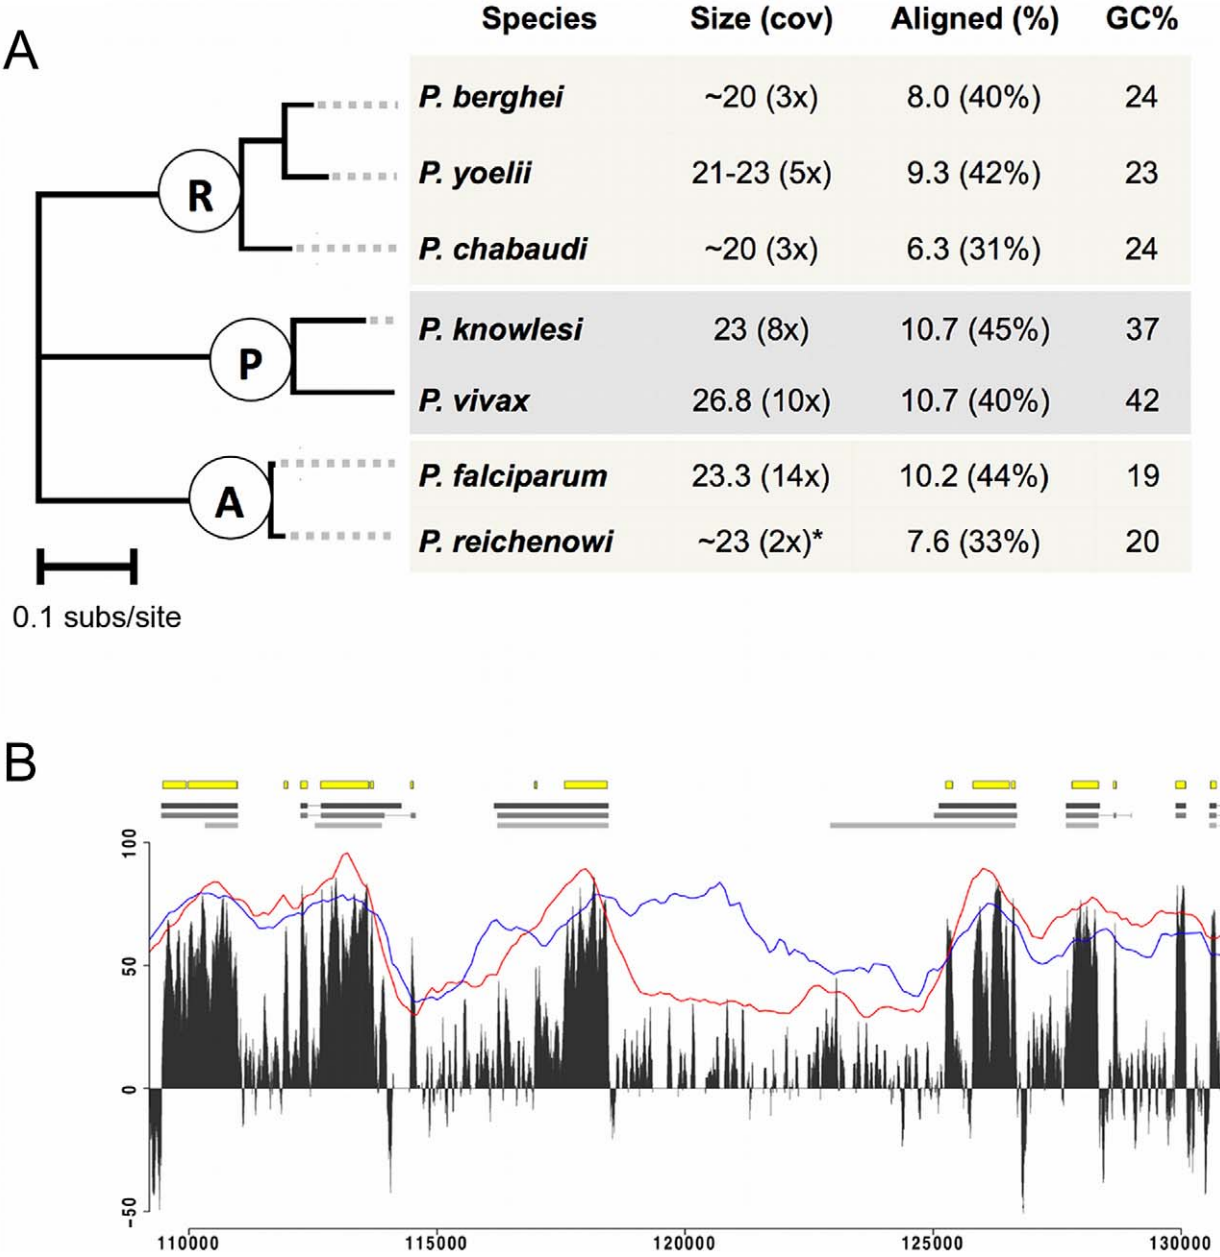 A
Species Size (cov) Aligned (%) GC%
P. berghei ~20 (3x) 8.0 (40%) 24
P. yoelii 21-23 (5x) 9.3 (42%) 23
R
P. chabaudi ~20 (3x) 6.3 (31%) 24
P. knowlesi 23 (8x) 10.7 (45%) 37
P
P. vivax 26.8 (10x) 10.7 (40%) 42
P. falciparum 23.3 (14x) 10.2 (44%) 19
A
P. reichenowi ~23 (2x)* 7.6 (33%) 20
0.1 subs/site
B
100
50
0
-50
110000 115000 120000 125000 130000